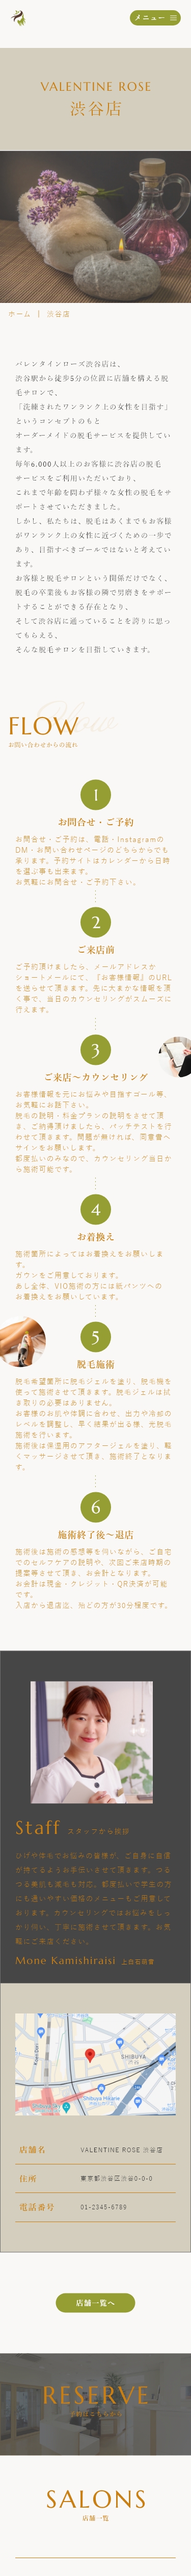 メニュー
VALENTINE ROSE
渋谷店
ホーム | 渋谷店
バレンタインローズ渋谷店は、
渋谷駅から徒歩5分の位置に店舗を構える脱
毛サロンで、
「洗練されたワンランク上の女性を目指す」
というコンセプトのもと
オーダーメイドの脱毛サービスを提供してい
ます。
毎年6,000人以上のお客様に渋谷店の脱毛
サービスをご利用いただいており、
これまで年齢を問わず様々な女性の脱毛をサ
ポートさせていただきました。
しかし、私たちは、脱毛はあくまでもお客様
がワンランク上の女性に近づくための一歩で
あり、目指すべきゴールではないと考えてい
ます。
お客様と脱毛サロンという関係だけでなく、
脱毛の卒業後もお客様の隣で男磨きをサポー
トすることができる存在となり、
そして渋谷店に通っていることを誇りに思っ
てもらえる、
そんな脱毛サロンを目指していきます。
Flow
FLOW
お問い合わせからの流れ
1
お問合せ・ご予約
お問合せ・ご予約は、電話・Instagramの
DM・お問い合わせページのどちらからでも
承ります。予約サイトはカレンダーから日時
を選ぶ事も出来ます。
お気軽にお問合せ・ご予約下さい。
2
ご来店前
ご予約頂けましたら、メールアドレスか
ショートメールにて、『お客様情報』のURL
を送らせて頂きます。先に大まかな情報を頂
く事で、当日のカウンセリングがスムーズに
行えます。
3
ご来店〜カウンセリング
お客様情報を元にお悩みや目指すゴール等、
お気軽にお話下さい。
脱毛の説明・料金プランの説明をさせて頂
き、ご納得頂けましたら、パッチテストを行
わせて頂きます。問題が無ければ、同意書へ
サインをお願いします。
都度払いのみなので、カウンセリング当日か
ら施術可能です。
4
お着換え
施術箇所によってはお着換えをお願いしま
す。
ガウンをご用意しております。
あし全体、VIO施術の方には紙パンツへの
お着換えをお願いしています。
5
脱毛施術
脱毛希望箇所に脱毛ジェルを塗り、脱毛機を
使って施術させて頂きます。脱毛ジェルは拭
き取りの必要はありません。
お客様のお肌や体調に合わせ、出力や冷却の
レベルを調整し、早く結果が出る様、光脱毛
施術を行います。
施術後は保湿用のアフタージェルを塗り、軽
くマッサージさせて頂き、施術終了となりま
す。
6
施術終了後〜退店
施術後は施術の感想等を伺いながら、ご自宅
でのセルフケアの説明や、次回ご来店時期の
提案等させて頂き、お会計となります。
お会計は現金・クレジット・QR決済が可能
です。
入店から退店迄、殆どの方が30分程度です。
Staff スタッフから挨拶
ひげや体毛でお悩みの皆様が、ご自身に自信
が持てるようお手伝いさせて頂きます。つる
つる美肌も減毛も対応。都度払いで学生の方
にも通いやすい価格のメニューもご用意して
おります。カウンセリングではお悩みをしっ
かり伺い、丁寧に施術させて頂きます。お気
軽にご来店ください。
Mone Kamishiraisi
SHIBUYA
渋谷
Shibuya Hikarie
店舗名 VALENTINE ROSE 渋谷店
住所 東京都渋谷区渋谷0-0-0
電話番号 01-2345-6789
店舗一覧へ
RESERVE
ご予約はこちらから
SALONS
店舗一覧